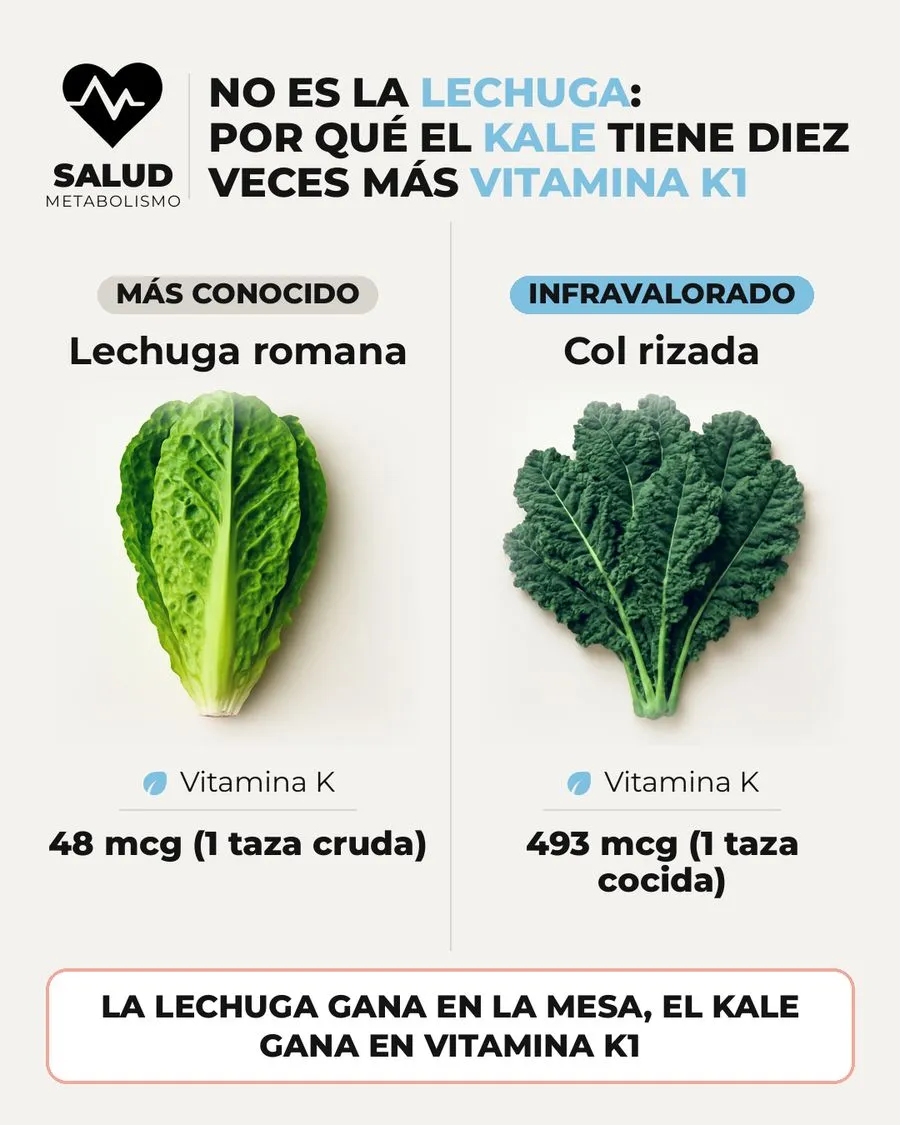 SALUD
METABOLISMO
NO ES LA LECHUGA:
POR QUÉ EL KALE TIENE DIEZ
VECES MÁS VITAMINA K1
MÁS CONOCIDO
Lechuga romana
Vitamina K
48 mcg (1 taza cruda)
INFRAVALORADO
Col rizada
Vitamina K
493 mcg (1 taza
cocida)
LA LECHUGA GANA EN LA MESA, EL KALE
GANA EN VITAMINA K1